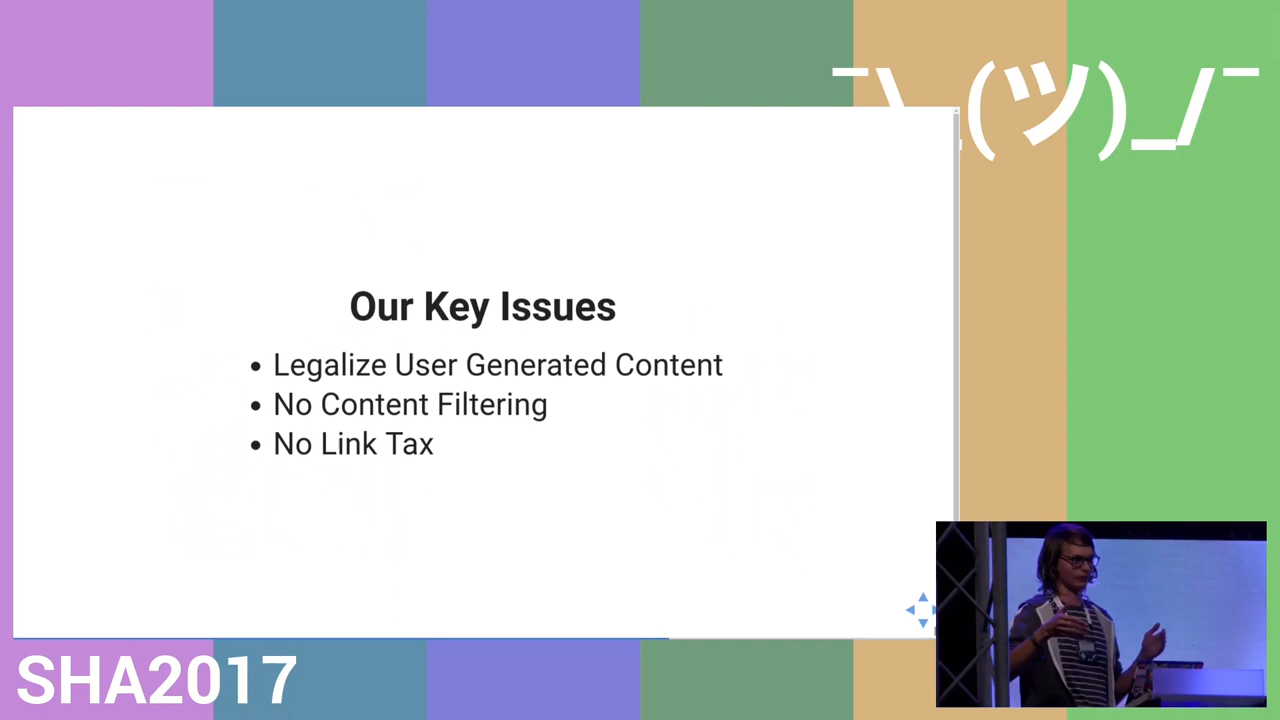 ¯\_(ツ)_/¯
Our Key Issues
• Legalize User Generated Content
• No Content Filtering
• No Link Tax
SHA2017